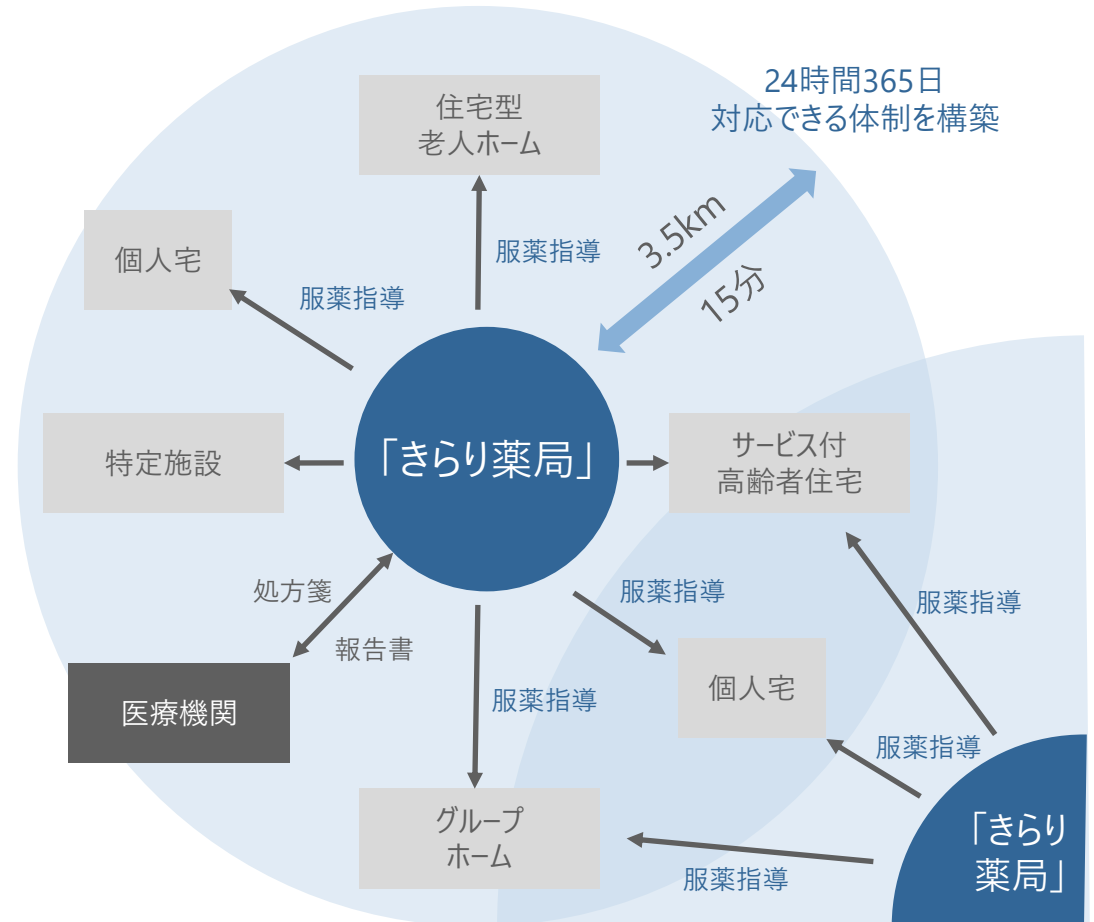 24時間365日
対応できる体制を構築
住宅型
老人ホーム
3.5km
15分
個人宅
服薬指導
服薬指導
「きらり薬局」
特定施設
サービス付
高齢者住宅
処方箋
報告書
服薬指導
服薬指導
医療機関
個人宅
服薬指導
服薬指導
グループ
ホーム
服薬指導
「きらり
薬局」